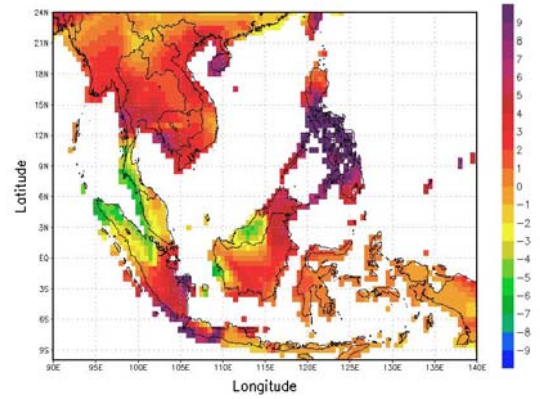 24N
21N
18N
15N
12N
9N
6N
3N
EQ
3S
6S
9S
90E 95E 100E 105E 110E 115E 120E 125E 130E 135E 140E
Latitude
Longitude
9
8
7
6
5
4
3
2
1
0
-1
-2
-3
-4
-5
-6
-7
-8
-9